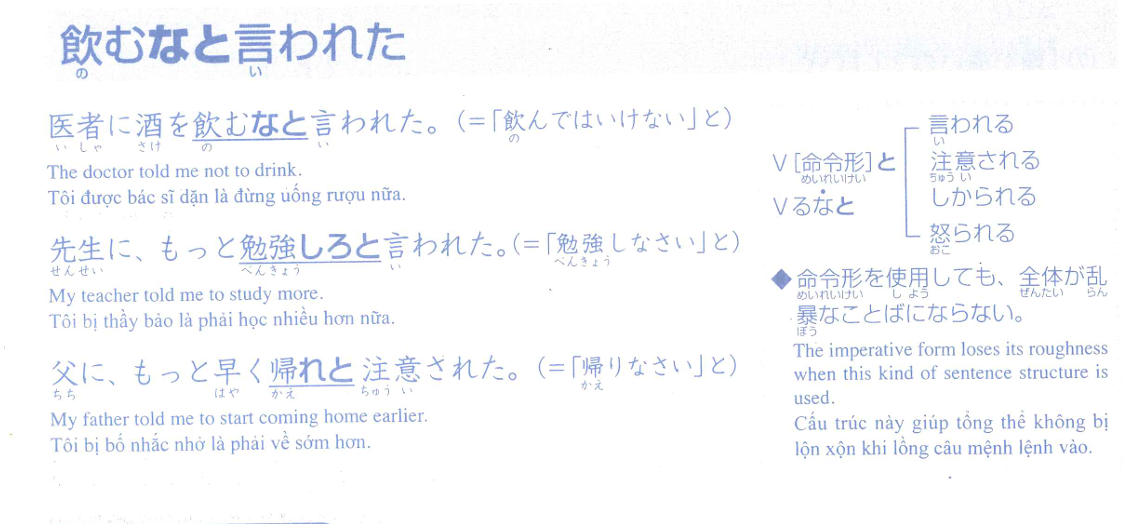 飲むなと言われた
の い
医者に酒を飲むなと言われた。(=「飲んではいけない」と)
いしゃ さけ の い の
The doctor told me not to drink.
Tôi được bác sĩ dặn là đừng uống rượu nữa.
先生に、もっと勉強しろと言われた。(=「勉強しなさい」と)
せんせい べんきょう い べんきょう
My teacher told me to study more.
Tôi bị thầy bảo là phải học nhiều hơn nữa.
父に、もっと早く帰れと注意された。(=「帰りなさい」と)
ちち はや かえ ちゅう い かえ
My father told me to start coming home earlier.
Tôi bị bố nhắc nhở là phải về sớm hơn.
V [命令形] と
めいれいけい
Vるなと
言われる
い
注意される
ちゅう い
しかられる
怒られる
おこ
◆命令形を使用しても、全体が乱
めいれいけい し よう ぜんたい らん
暴なことばにならない。
ぼう
The imperative form loses its roughness
when this kind of sentence structure is
used.
Cấu trúc này giúp tổng thể không bị
lộn xộn khi lồng câu mệnh lệnh vào.